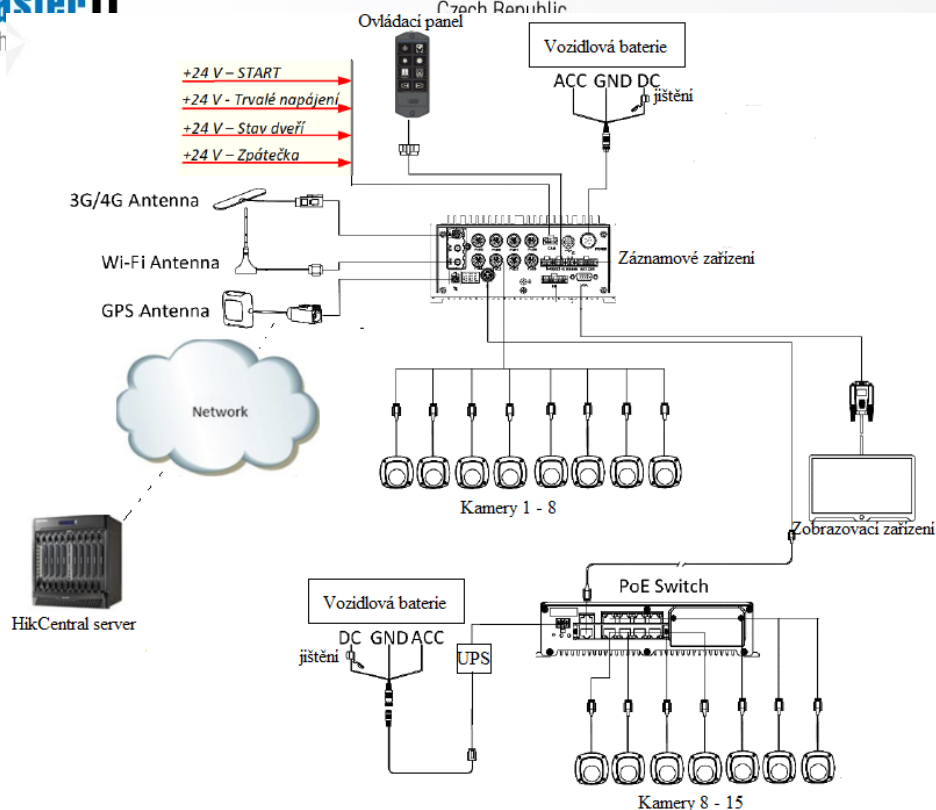 Czech Republic
Ovládací panel
Vozidlová baterie
ACC GND DC
jištění
+24 V – START
+24 V - Trvalé napájení
+24 V – Stav dveří
+24 V – Zpátečka
3G/4G Antenna
Wi-Fi Antenna
GPS Antenna
Záznamové zařízení
Network
Kamery 1 - 8
Zobrazovací zařízení
HikCentral server
PoE Switch
Vozidlová baterie
DC GND ACC
jištění
UPS
Kamery 8 - 15